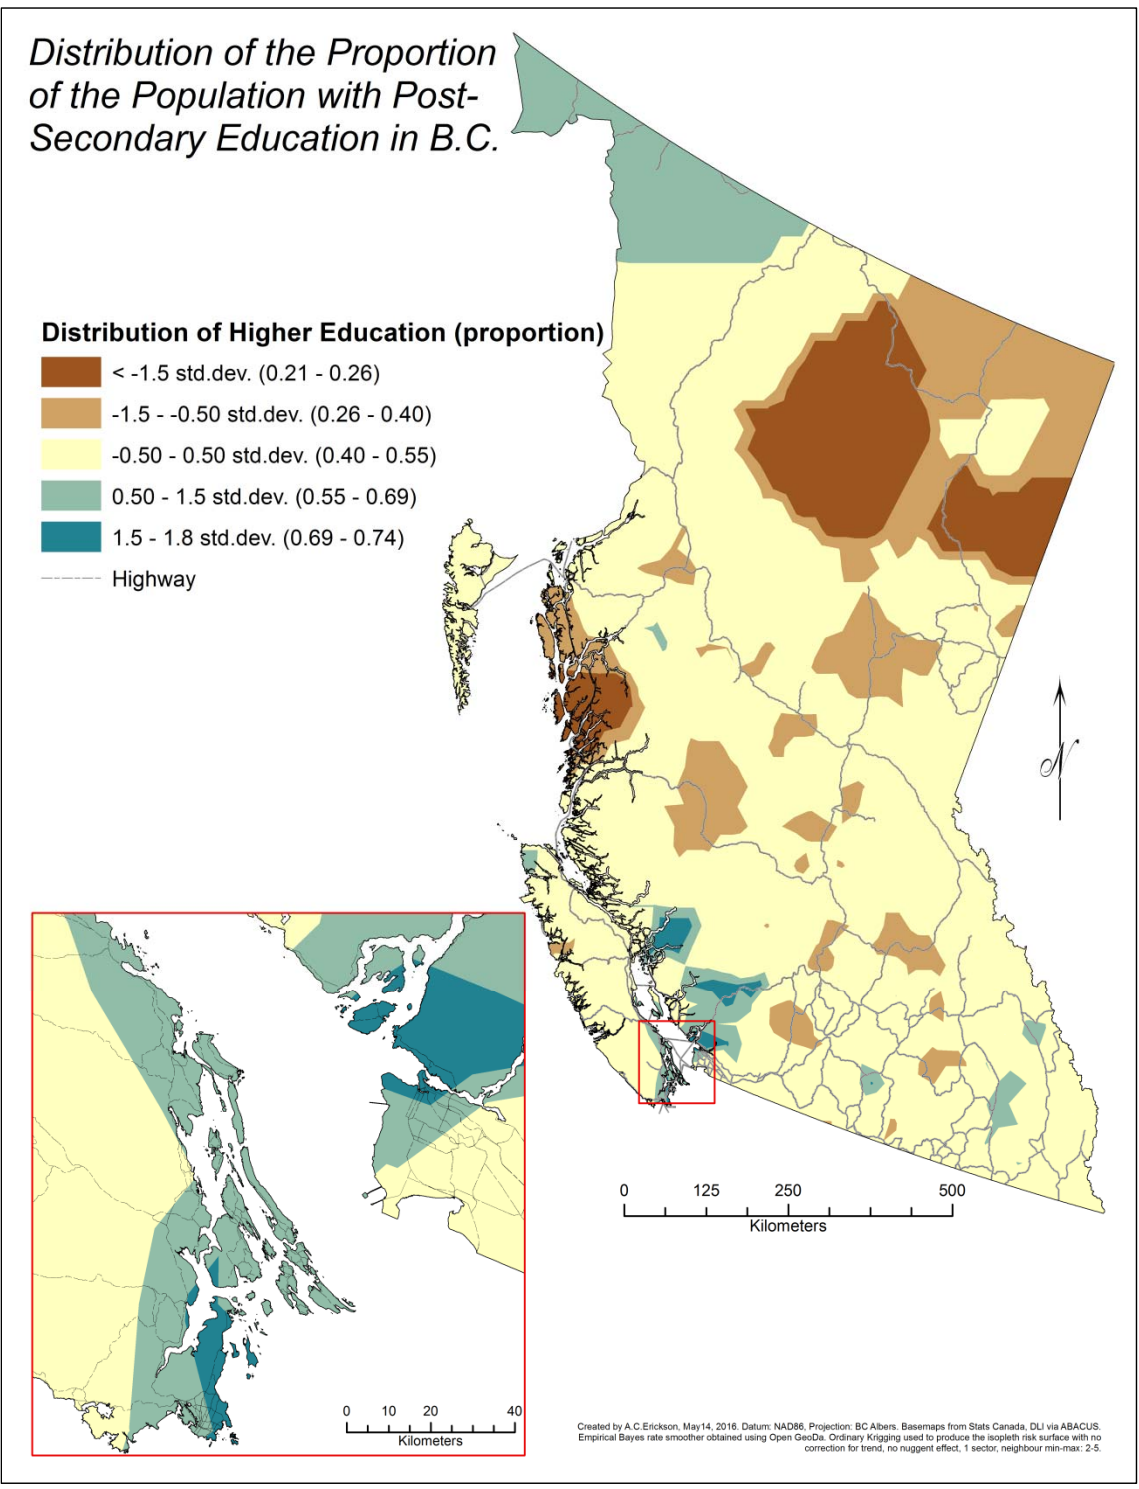 Distribution of the Proportion
of the Population with Post-
Secondary Education in B.C.
Distribution of Higher Education (proportion)
< -1.5 std.dev. (0.21 - 0.26)
-1.5 - -0.50 std.dev. (0.26 - 0.40)
-0.50 - 0.50 std.dev. (0.40 - 0.55)
0.50 - 1.5 std.dev. (0.55 - 0.69)
1.5 - 1.8 std.dev. (0.69 - 0.74)
Highway
N
0 125 250 500
Kilometers
0 10 20 40
Kilometers
Created by A.C.Erickson, May14, 2016. Datum: NAD86, Projection: BC Albers. Basemaps from Stats Canada, DLI via ABACUS.
Empirical Bayes rate smoother obtained using Open GeoDa. Ordinary Krigging used to produce the isopleth risk surface with no
correction for trend, no nuggent effect, 1 sector, neighbour min-max: 2-5.